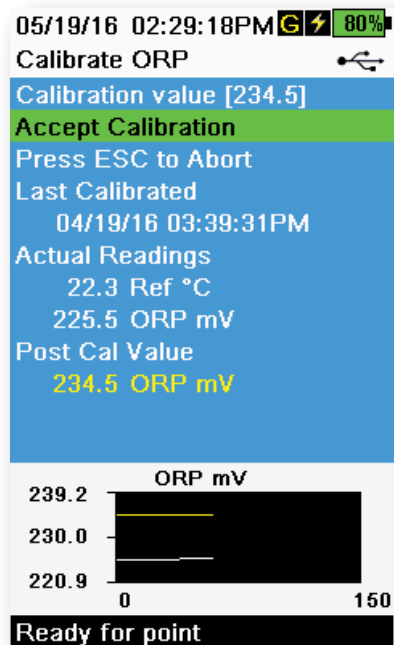 05/19/16 02:29:18PM G 80%
Calibrate ORP
Calibration value [234.5]
Accept Calibration
Press ESC to Abort
Last Calibrated
04/19/16 03:39:31PM
Actual Readings
22.3 Ref °C
225.5 ORP mV
Post Cal Value
234.5 ORP mV
ORP mV
239.2
230.0
220.9
0 150
Ready for point